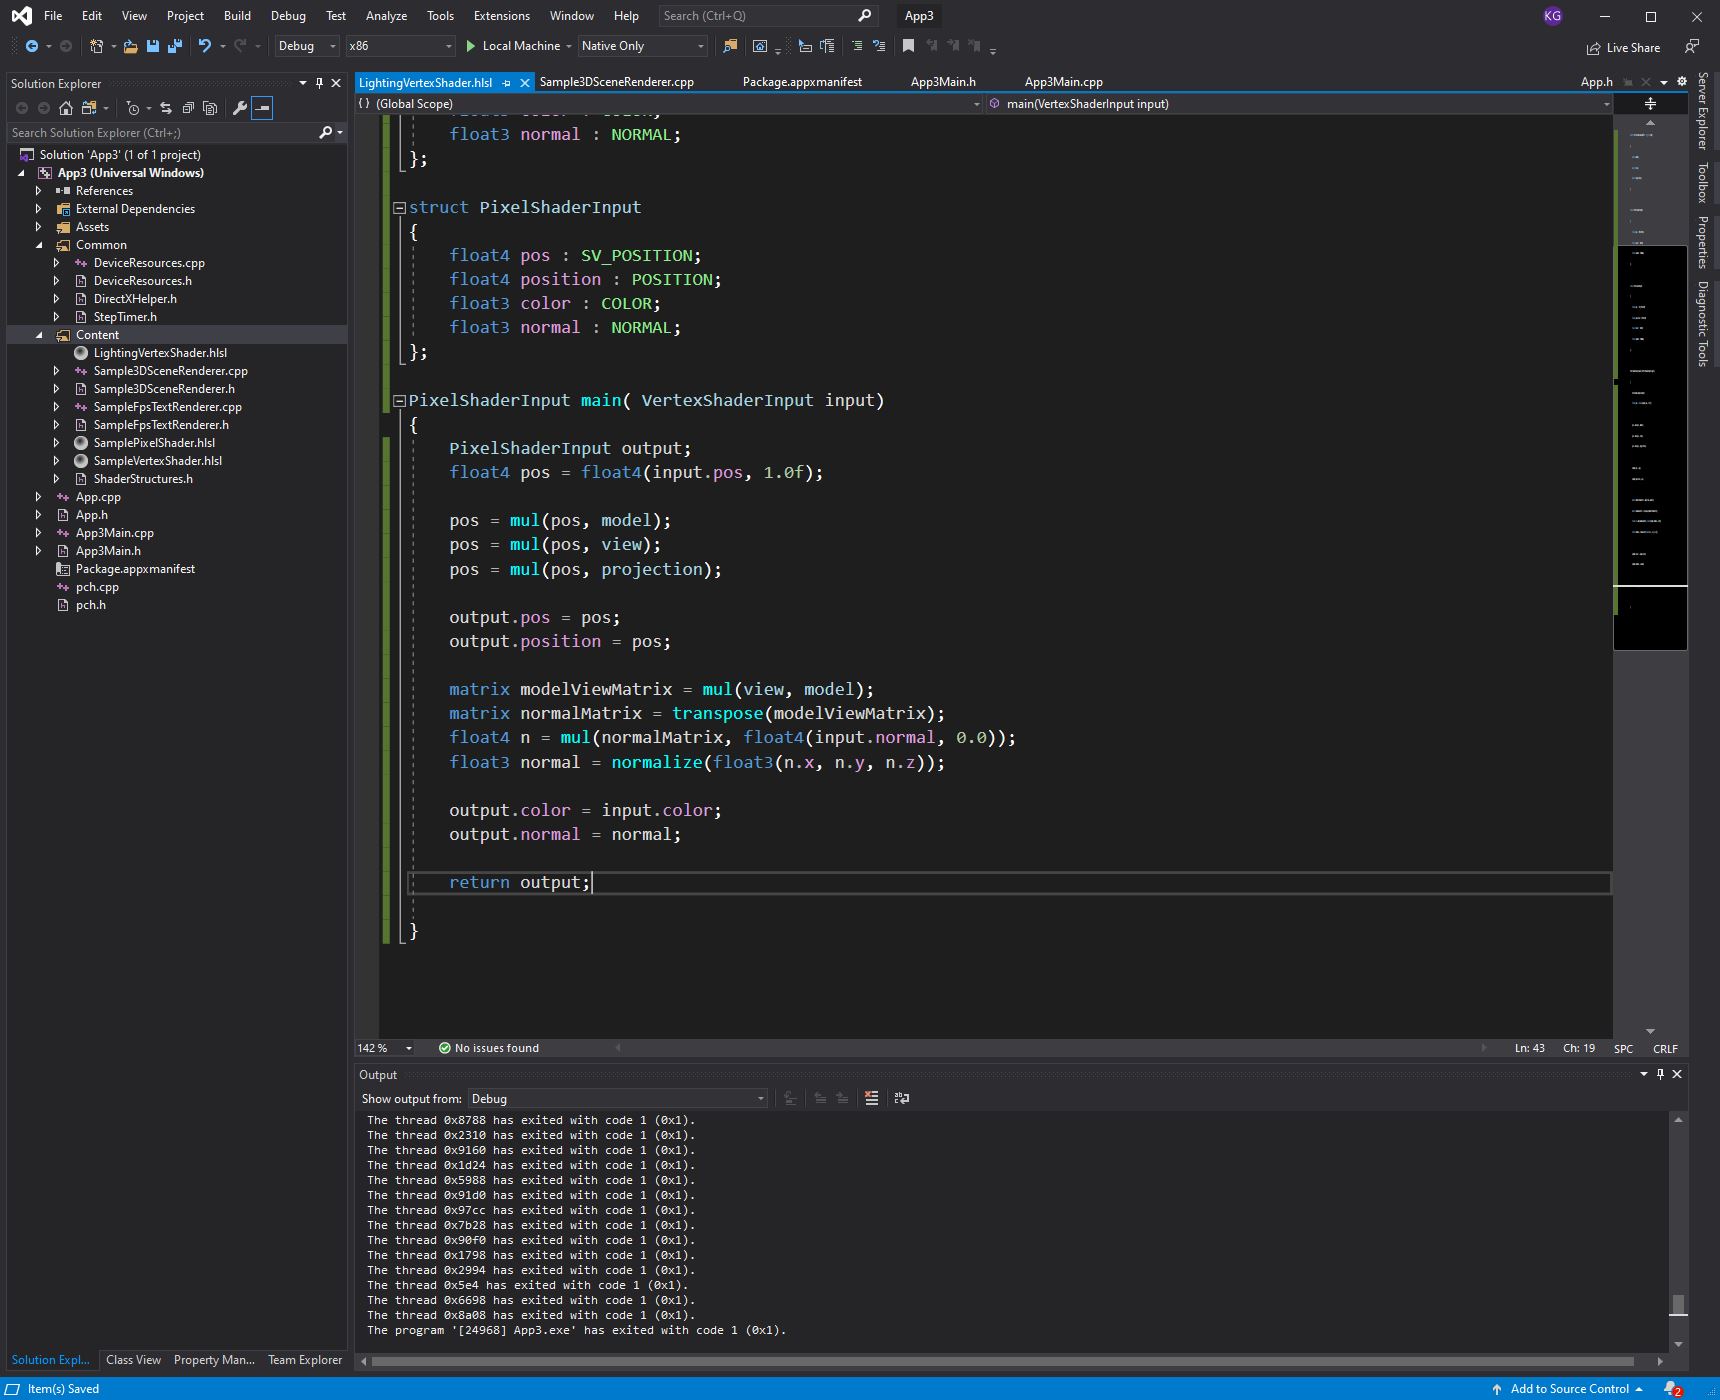 File Edit View Project Build Debug Test Analyze Tools Extensions Window Help Search (Ctrl+Q) App3 KG
Debug x86 Local Machine Native Only Live Share
Solution Explorer
Search Solution Explorer (Ctrl+;)
Solution 'App3' (1 of 1 project)
App3 (Universal Windows)
References
External Dependencies
Assets
Common
DeviceResources.cpp
DeviceResources.h
DirectXHelper.h
StepTimer.h
Content
LightingVertexShader.hlsl
Sample3DSceneRenderer.cpp
Sample3DSceneRenderer.h
SampleFpsTextRenderer.cpp
SampleFpsTextRenderer.h
SamplePixelShader.hlsl
SampleVertexShader.hlsl
ShaderStructures.h
App.cpp
App.h
App3Main.cpp
App3Main.h
Package.appxmanifest
pch.cpp
pch.h
Solution Expl... Class View Property Man... Team Explorer
LightingVertexShader.hlsl Sample3DSceneRenderer.cpp Package.appxmanifest App3Main.h App3Main.cpp App.h
{ } (Global Scope) main(VertexShaderInput input)
float3 normal : NORMAL;
};
struct PixelShaderInput
{
float4 pos : SV_POSITION;
float4 position : POSITION;
float3 color : COLOR;
float3 normal : NORMAL;
};
PixelShaderInput main( VertexShaderInput input)
{
PixelShaderInput output;
float4 pos = float4(input.pos, 1.0f);
pos = mul(pos, model);
pos = mul(pos, view);
pos = mul(pos, projection);
output.pos = pos;
output.position = pos;
matrix modelViewMatrix = mul(view, model);
matrix normalMatrix = transpose(modelViewMatrix);
float4 n = mul(normalMatrix, float4(input.normal, 0.0));
float3 normal = normalize(float3(n.x, n.y, n.z));
output.color = input.color;
output.normal = normal;
return output;
}
142 % No issues found Ln: 43 Ch: 19 SPC CRLF
Output
Show output from: Debug
The thread 0x8788 has exited with code 1 (0x1).
The thread 0x2310 has exited with code 1 (0x1).
The thread 0x9160 has exited with code 1 (0x1).
The thread 0x1d24 has exited with code 1 (0x1).
The thread 0x5988 has exited with code 1 (0x1).
The thread 0x91d0 has exited with code 1 (0x1).
The thread 0x97cc has exited with code 1 (0x1).
The thread 0x7b28 has exited with code 1 (0x1).
The thread 0x90f0 has exited with code 1 (0x1).
The thread 0x1798 has exited with code 1 (0x1).
The thread 0x2994 has exited with code 1 (0x1).
The thread 0x5e4 has exited with code 1 (0x1).
The thread 0x6698 has exited with code 1 (0x1).
The thread 0x8a08 has exited with code 1 (0x1).
The program '[24968] App3.exe' has exited with code 1 (0x1).
Server Explorer
Toolbox
Properties
Diagnostic Tools
Item(s) Saved Add to Source Control 2